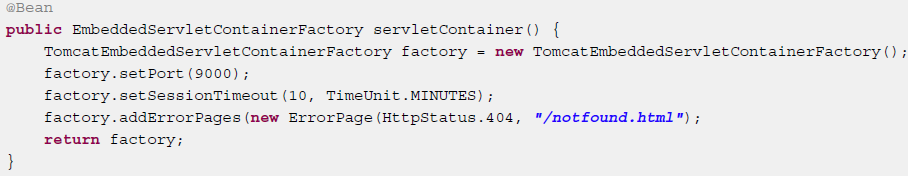 @Bean
public EmbeddedServletContainerFactory servletContainer() {
    TomcatEmbeddedServletContainerFactory factory = new TomcatEmbeddedServletContainerFactory();
    factory.setPort(9000);
    factory.setSessionTimeout(10, TimeUnit.MINUTES);
    factory.addErrorPages(new ErrorPage(HttpStatus.404, "/notfound.html");
    return factory;
}